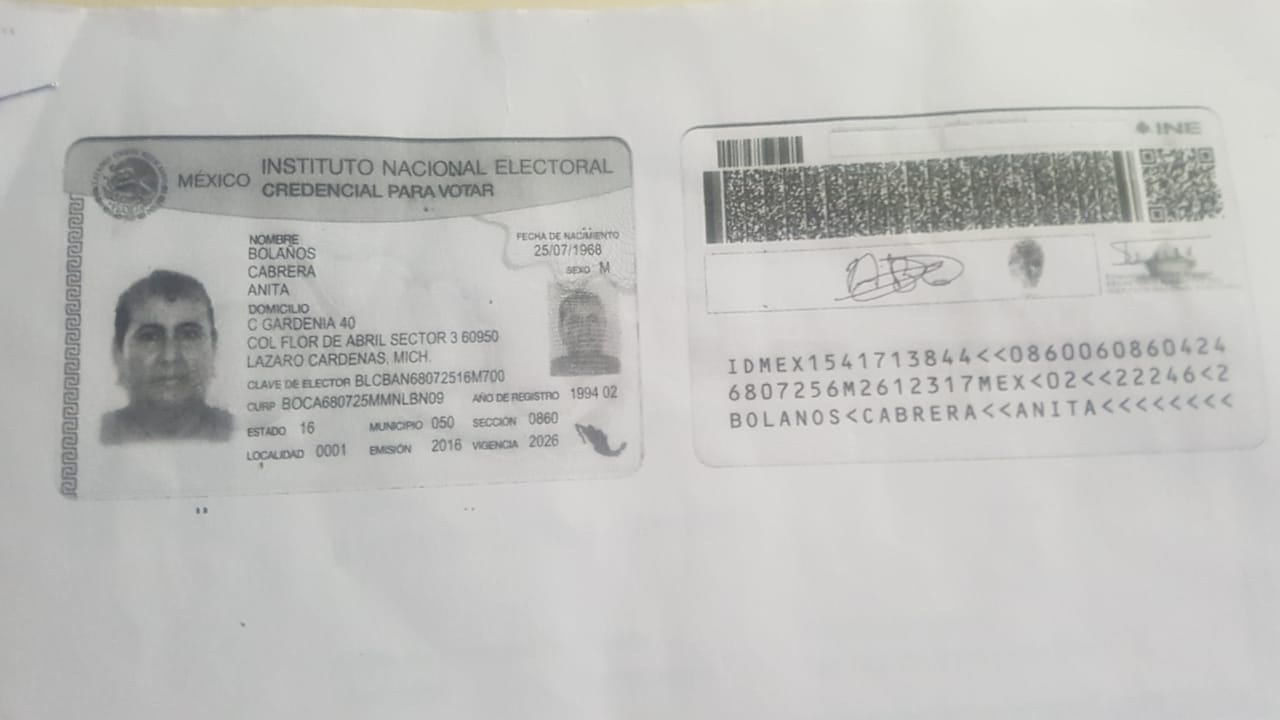 MÉXICO
INSTITUTO NACIONAL ELECTORAL
CREDENCIAL PARA VOTAR
NOMBRE
BOLAÑOS
CABRERA
ANITA
FECHA DE NACIMIENTO
25/07/1968
SEXO M
DOMICILIO
C GARDENIA 40
COL FLOR DE ABRIL SECTOR 3 60950
LAZARO CARDENAS, MICH.
CLAVE DE ELECTOR BLCBAN68072516M700
CURP BOCA680725MMNLBN09 AÑO DE REGISTRO 1994 02
ESTADO 16 MUNICIPIO 050 SECCIÓN 0860
LOCALIDAD 0001 EMISIÓN 2016 VIGENCIA 2026
INE
IDMEX1541713844<<0860060860424
6807256M2612317MEX<02<<22246<2
BOLANOS<CABRERA<<ANITA<<<<<<<<